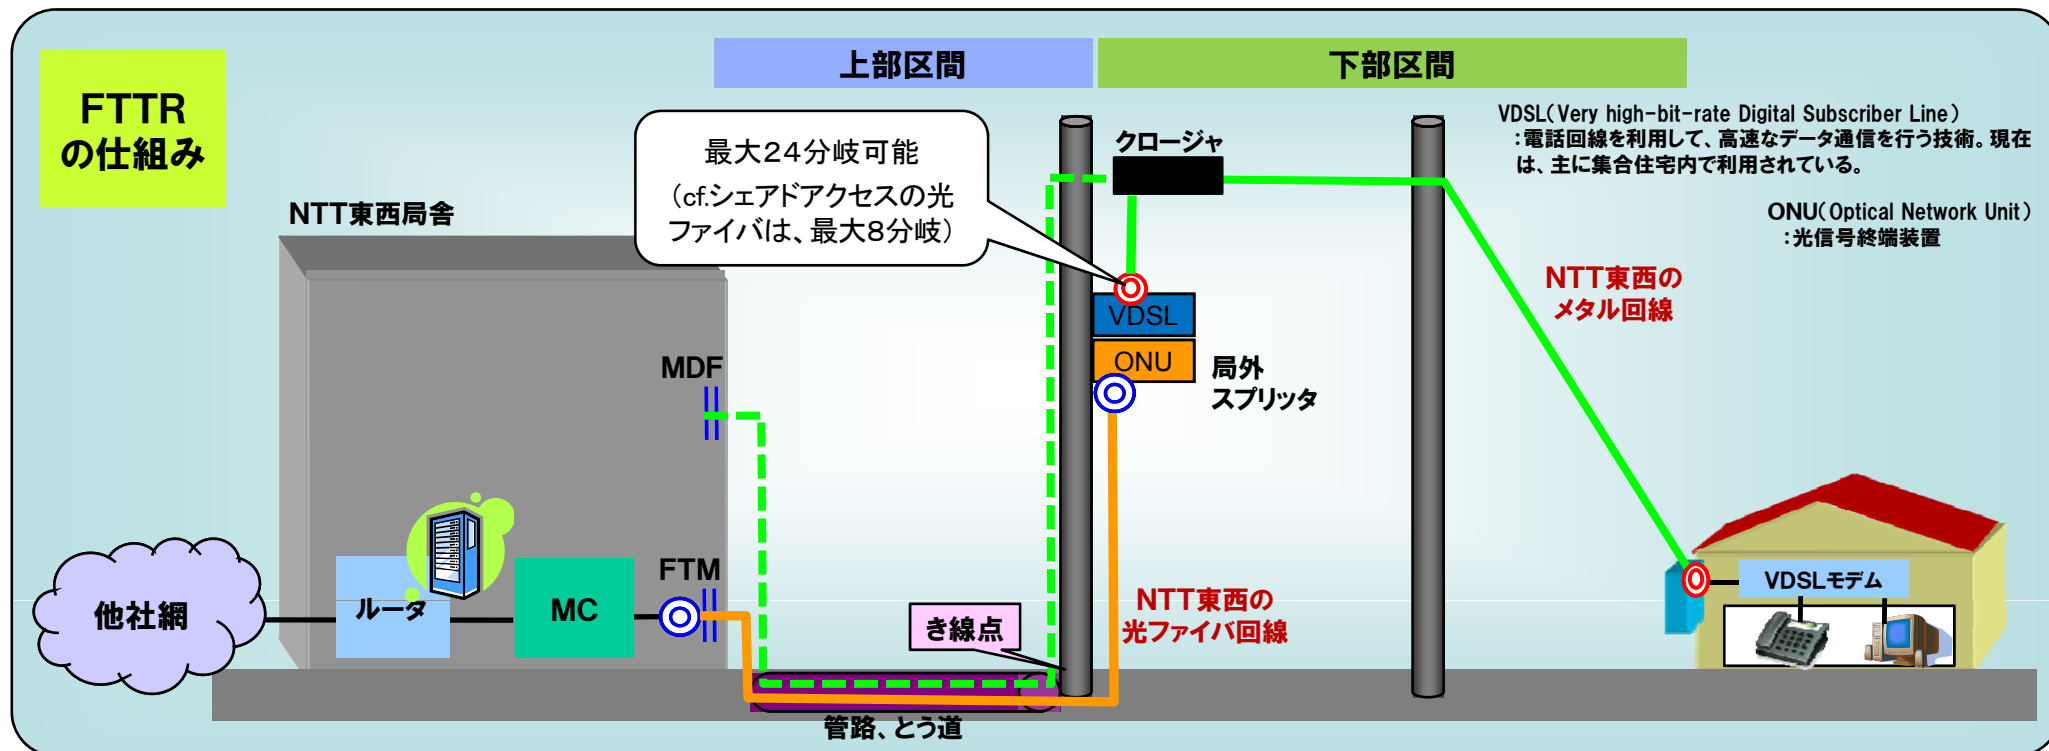 FTTR
の仕組み
上部区間
下部区間
最大24分岐可能
(cf.シェアドアクセスの光
ファイバは、最大8分岐)
クロージャ
VDSL(Very high-bit-rate Digital Subscriber Line)
:電話回線を利用して、高速なデータ通信を行う技術。現在
は、主に集合住宅内で利用されている。
ONU(Optical Network Unit)
:光信号終端装置
NTT東西局舎
NTT東西の
メタル回線
VDSL
ONU
局外
スプリッタ
MDF
FTM
他社網
ルータ
MC
き線点
NTT東西の
光ファイバ回線
VDSLモデム
管路、とう道